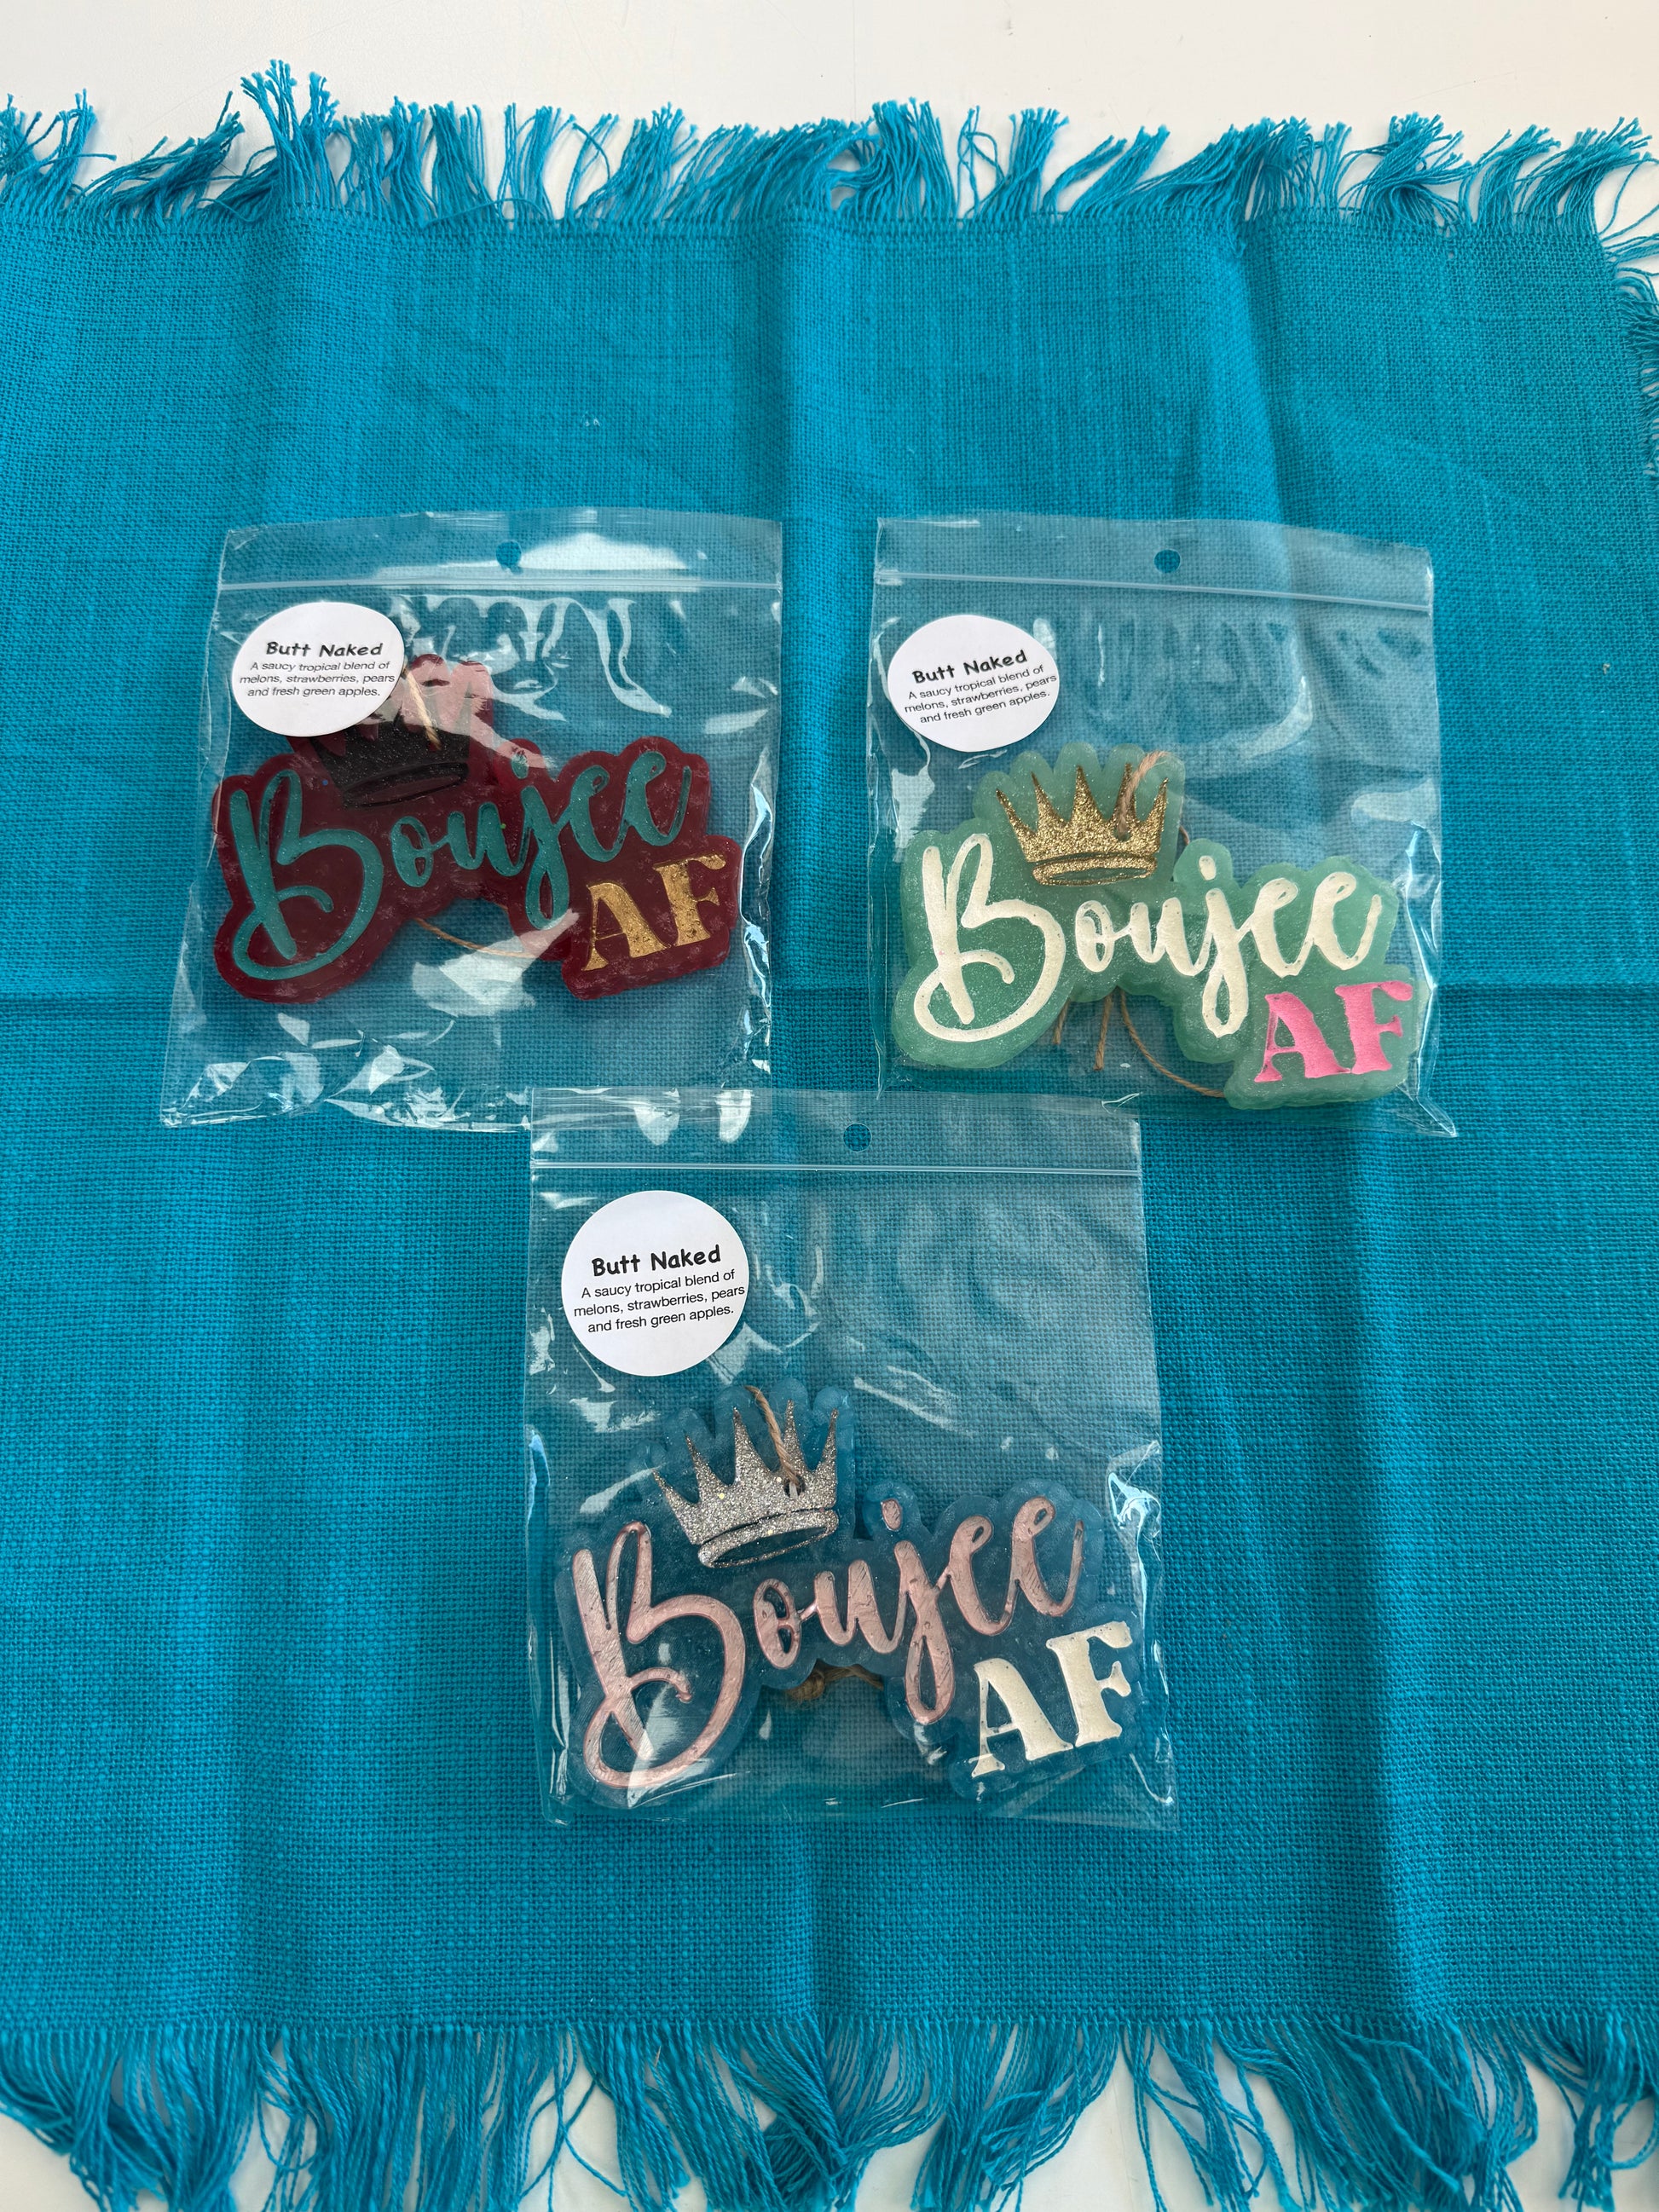 Butt Naked
A saucy tropical blend of
melons, strawberries, pears
and fresh green apples.
Boujee
AF
Butt Naked
A saucy tropical blend of
melons, strawberries, pears
and fresh green apples.
Boujee
AF
Butt Naked
A saucy tropical blend of
melons, strawberries, pears
and fresh green apples.
Boujee
AF